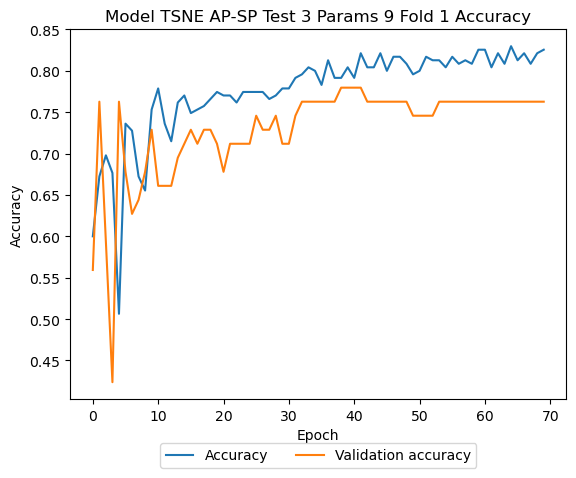 Model TSNE AP-SP Test 3 Params 9 Fold 1 Accuracy
0.85
0.80
0.75
0.70
0.65
0.60
0.55
0.50
0.45
Accuracy
0 10 20 30 40 50 60 70
Epoch
Accuracy Validation accuracy